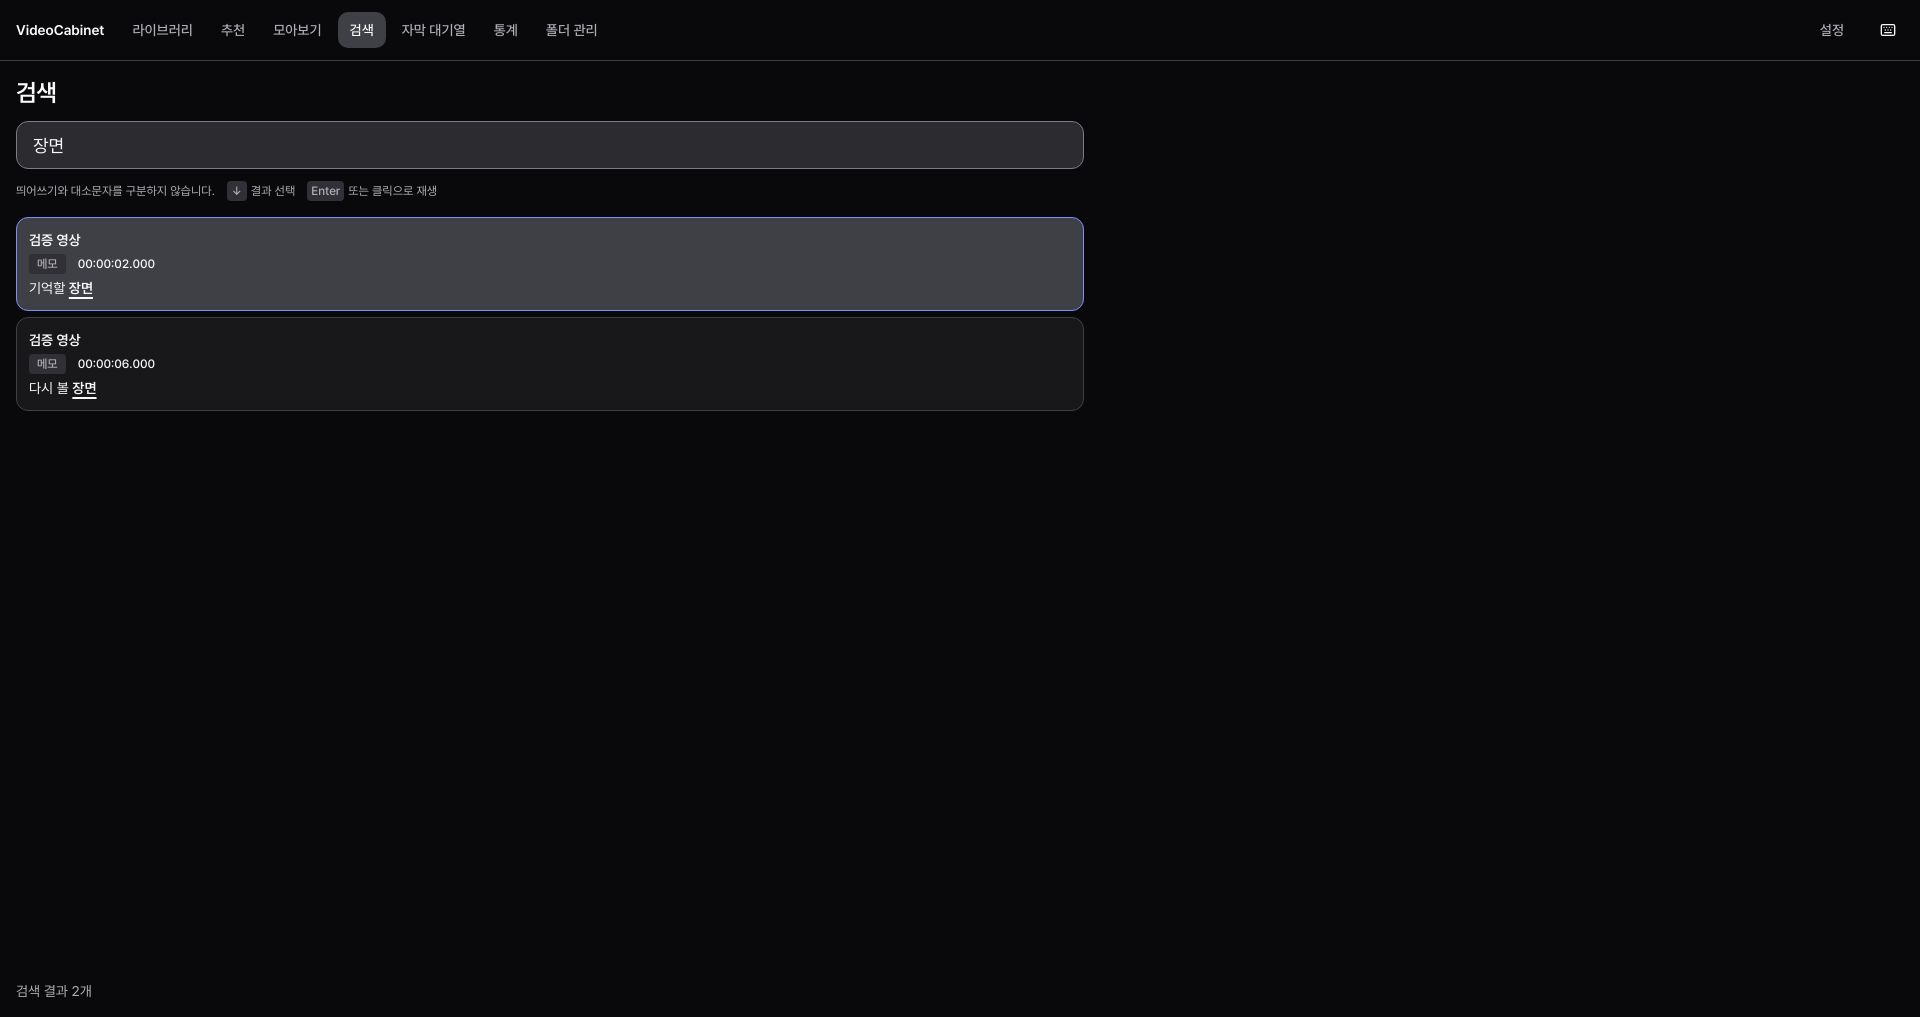 VideoCabinet 라이브러리 추천 모아보기 검색 자막 대기열 통계 폴더 관리 설정
검색
장면
띄어쓰기와 대소문자를 구분하지 않습니다. ↓ 결과 선택 Enter 또는 클릭으로 재생
검증 영상
메모 00:00:02.000
기억할 장면
검증 영상
메모 00:00:06.000
다시 볼 장면
검색 결과 2개